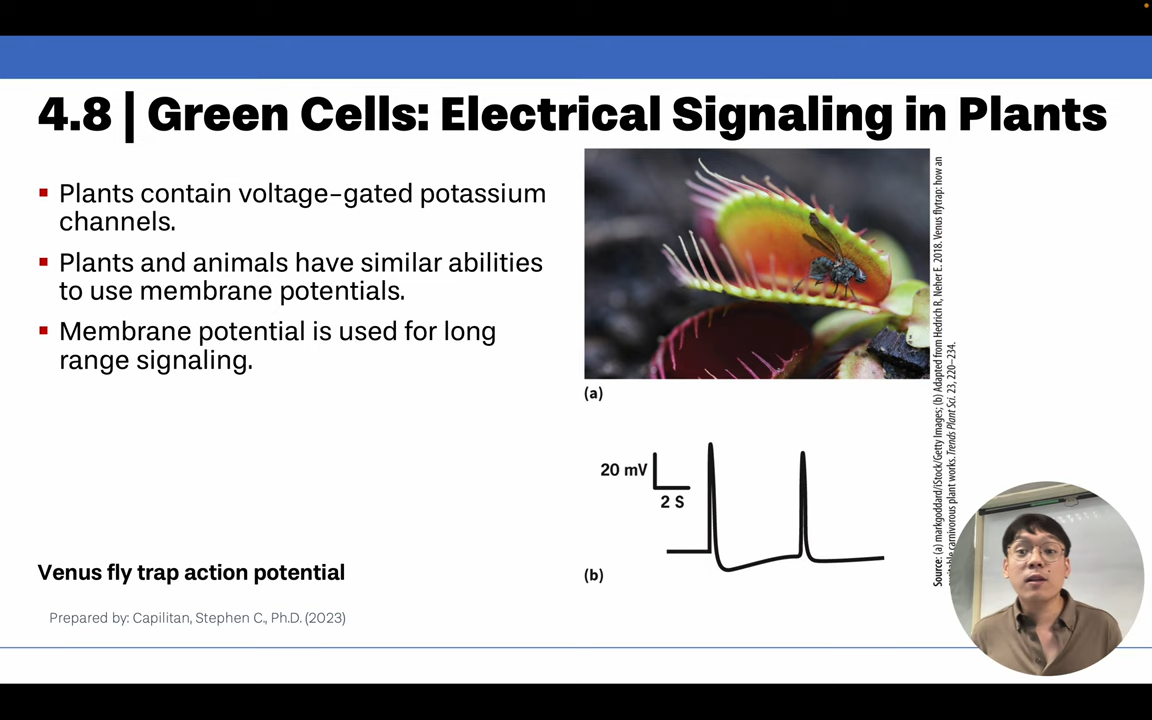 4.8 | Green Cells: Electrical Signaling in Plants
▪ Plants contain voltage-gated potassium
channels.
▪ Plants and animals have similar abilities
to use membrane potentials.
▪ Membrane potential is used for long
range signaling.
Venus fly trap action potential
Prepared by: Capilitan, Stephen C., Ph.D. (2023)
(a)
20 mV
2 S
(b)
Source: (a) markgoddard/iStock/Getty Images; (b) Adapted from Hedrich R, Neher E. 2018. Venus flytrap: how an
carnivorous plant works. Trends Plant Sci. 23, 220–234.